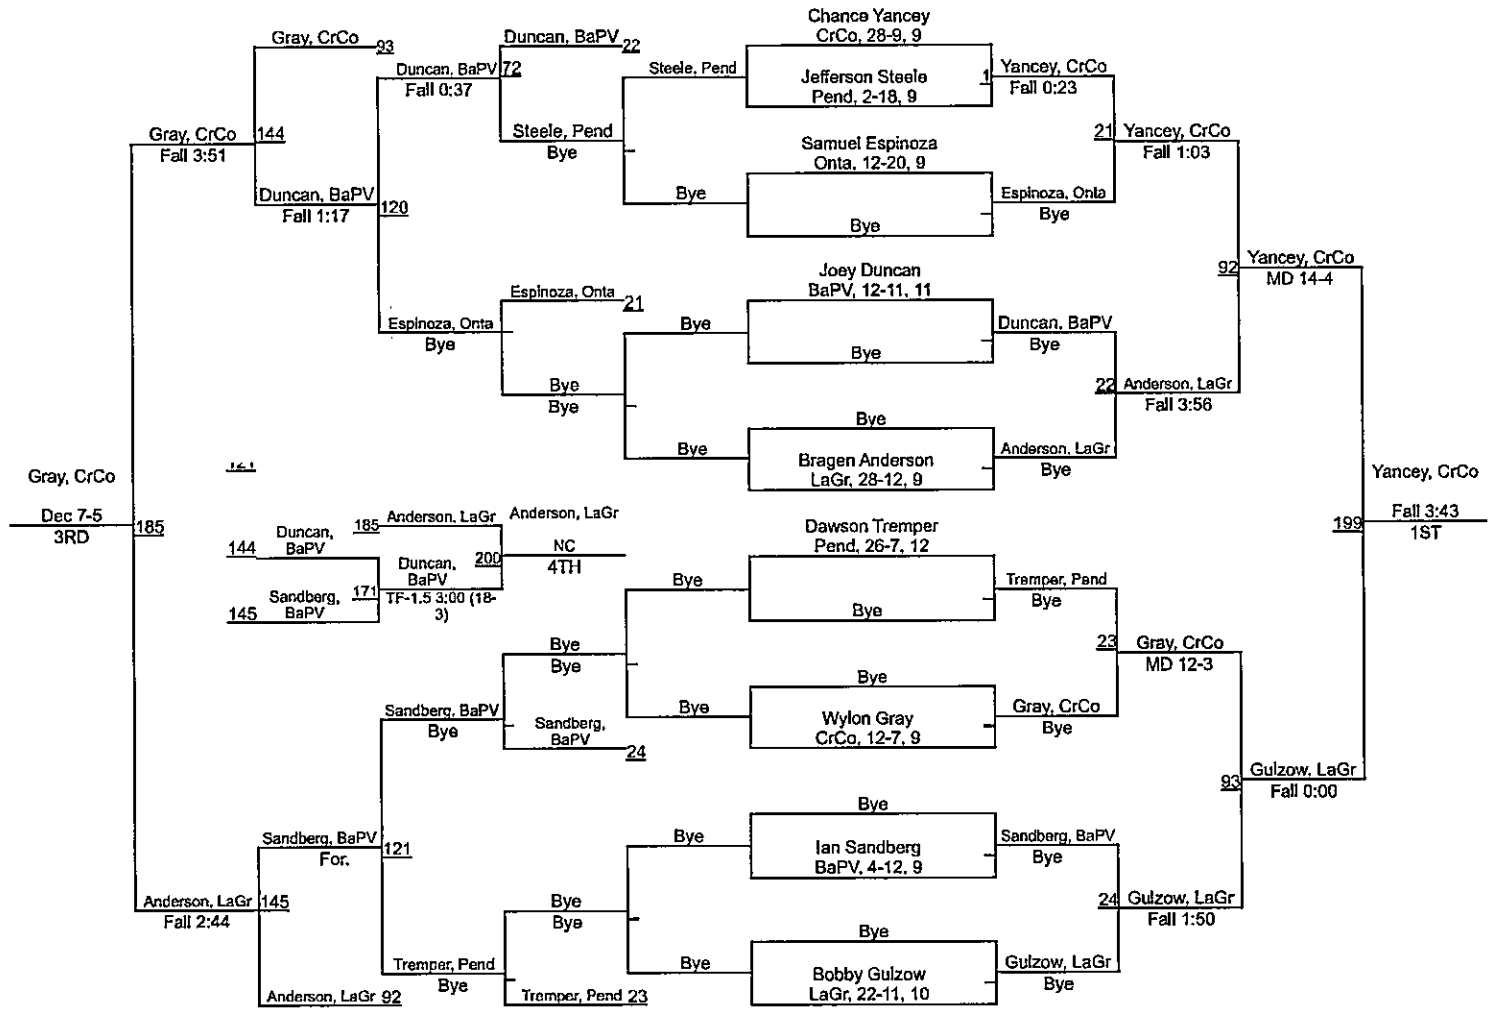 Chance Yancey
CrCo, 28-9, 9
Gray, CrCo 93
Duncan, BaPV 22
Duncan, BaPV 72
Fall 0:37
Steele, Pend
Jefferson Steele
Pend, 2-18, 9
1
Yancey, CrCo
Fall 0:23
Gray, CrCo 144
Fall 3:51
Steele, Pend
Bye
Samuel Espinoza
Onta, 12-20, 9
21
Yancey, CrCo
Fall 1:03
Duncan, BaPV
Fall 1:17
120
Bye
Bye
Espinoza, Onta
Bye
Joey Duncan
BaPV, 12-11, 11
92
Yancey, CrCo
MD 14-4
Espinoza, Onta
21
Espinoza, Onta
Bye
Bye
Bye
Duncan, BaPV
Bye
Bye
Bye
22
Anderson, LaGr
Fall 3:56
Bye
Bye
Bragen Anderson
LaGr, 28-12, 9
Anderson, LaGr
Bye
Gray, CrCo
Dec 7-5
3RD
185
Yancey, CrCo
199
Fall 3:43
1ST
185
Anderson, LaGr
Anderson, LaGr
144
Duncan,
BaPV
200
NC
4TH
Duncan,
BaPV
TF-1.5 3:00 (18-
3)
171
145
Sandberg,
BaPV
Dawson Tremper
Pend, 26-7, 12
Bye
Bye
Tremper, Pend
Bye
Bye
Bye
23
Gray, CrCo
MD 12-3
Sandberg, BaPV
Bye
Sandberg,
BaPV
24
Bye
Bye
Wylon Gray
CrCo, 12-7, 9
Gray, CrCo
Bye
93
Gulzow, LaGr
Fall 0:00
Sandberg, BaPV
For.
121
Bye
Bye
Ian Sandberg
BaPV, 4-12, 9
Sandberg, BaPV
Bye
Anderson, LaGr 145
Fall 2:44
Bye
Bye
24
Gulzow, LaGr
Fall 1:50
Tremper, Pend
Bye
Bye
Bye
Bobby Gulzow
LaGr, 22-11, 10
Gulzow, LaGr
Bye
Anderson, LaGr 92
Tremper, Pend 23